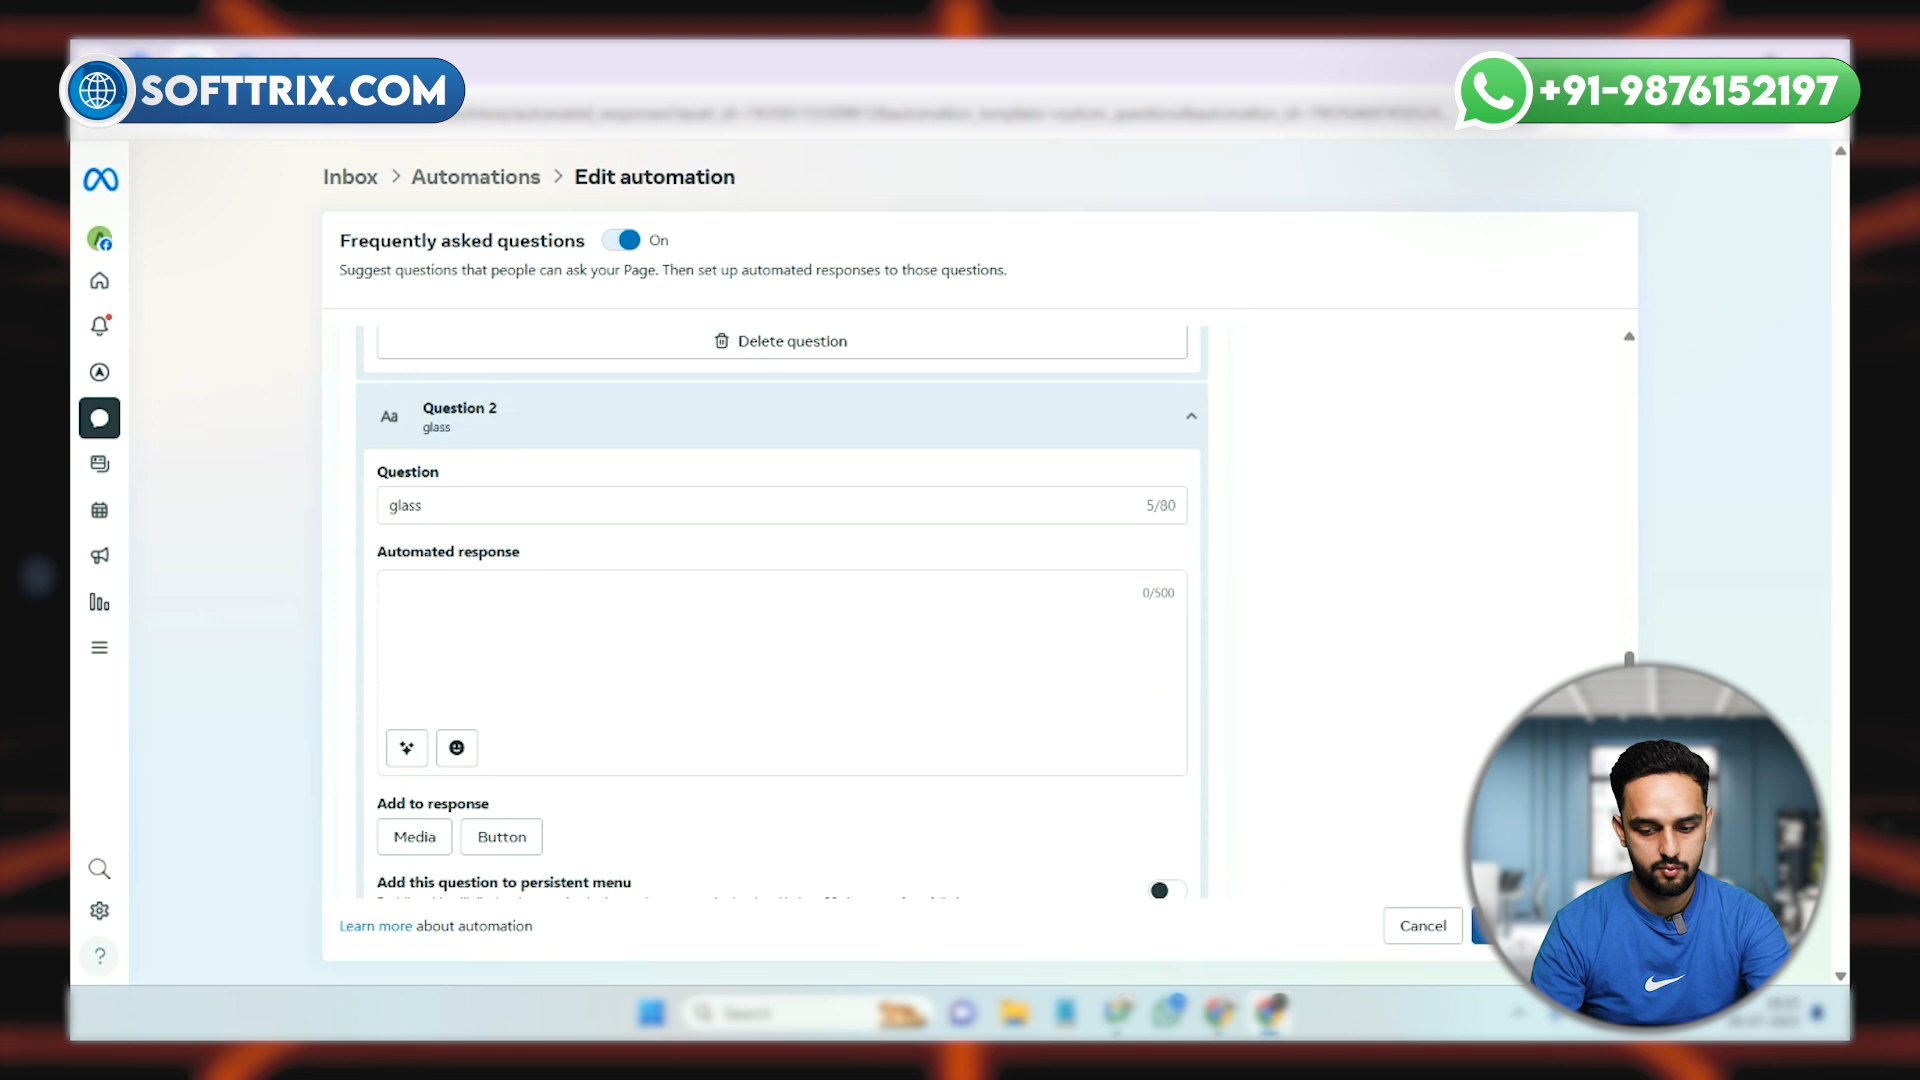 SOFTTRIX.COM
+91-9876152197
Inbox > Automations > Edit automation
Frequently asked questions On
Suggest questions that people can ask your Page. Then set up automated responses to those questions.
Delete question
Aa
Question 2
glass
Question
glass 5/80
Automated response
0/500
Add to response
Media Button
Add this question to persistent menu
Learn more about automation
Cancel
Search